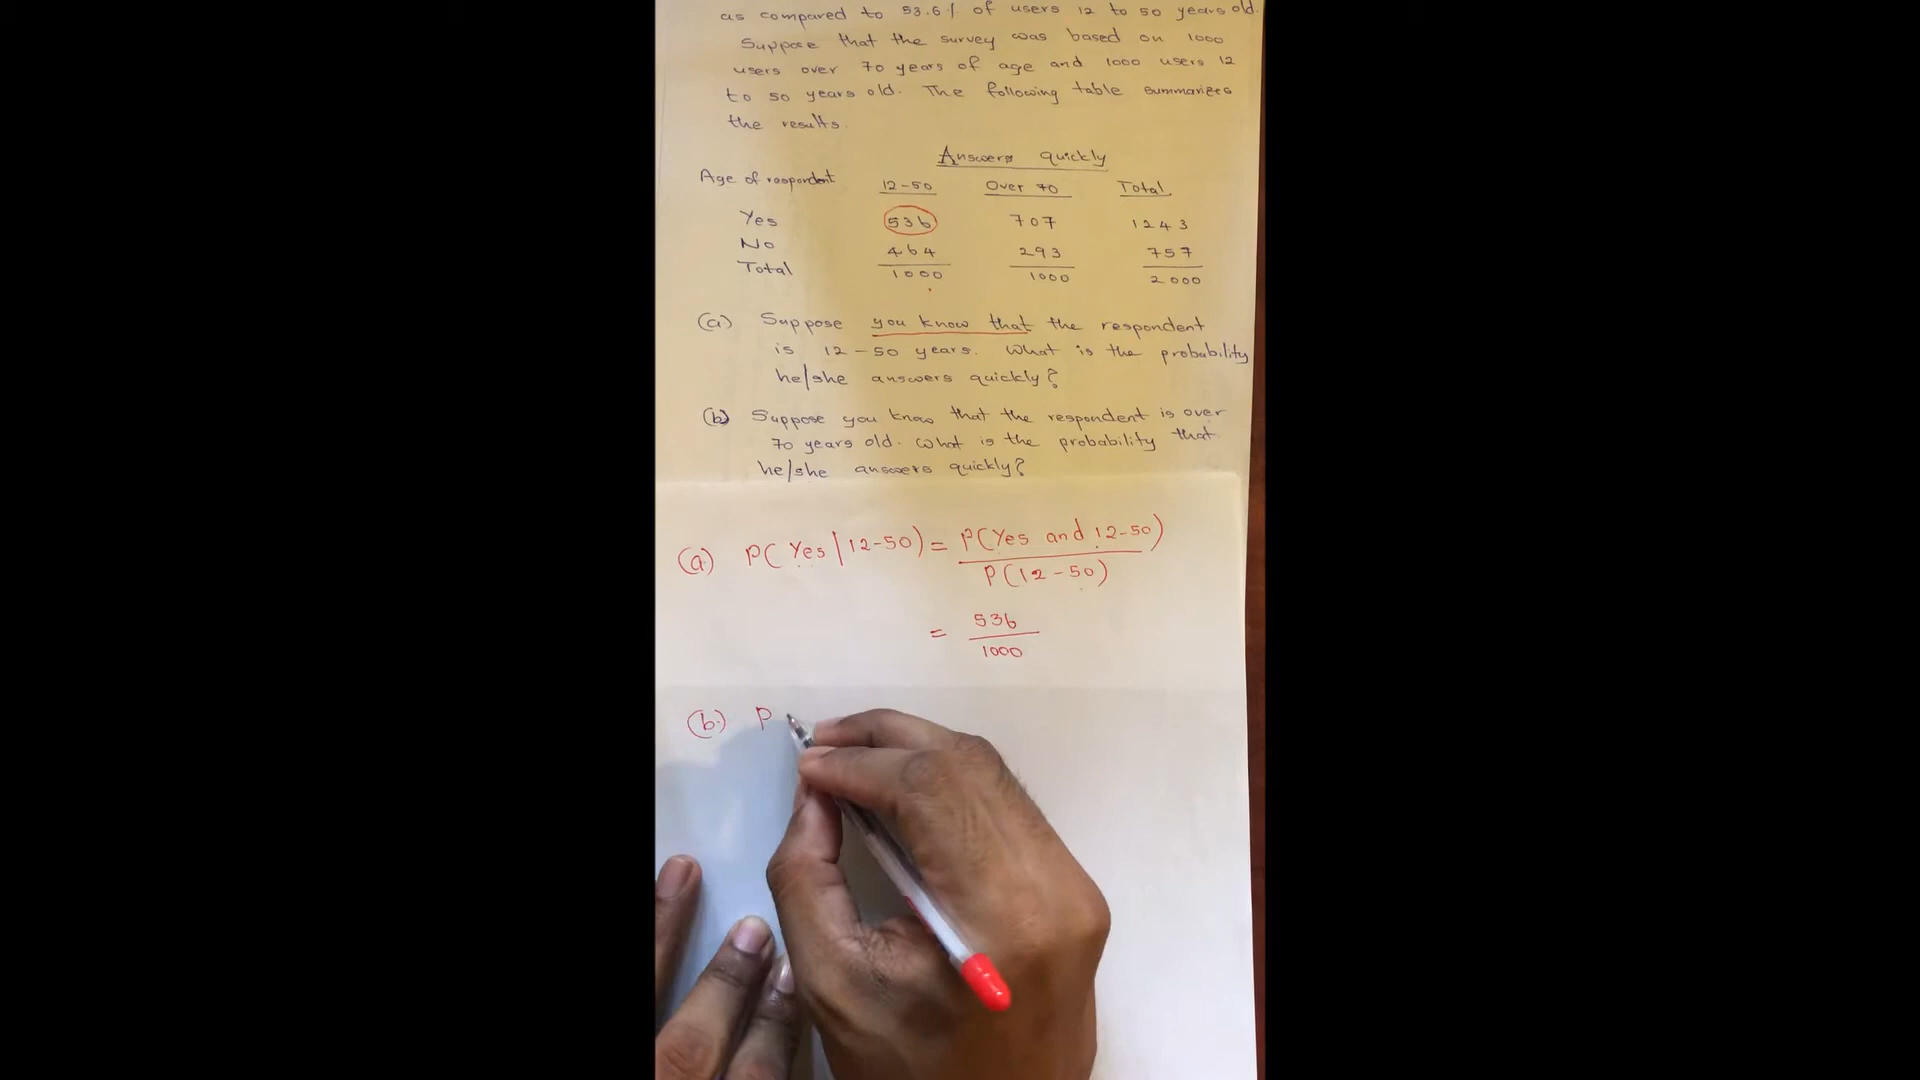 as compared to 53.6% of users 12 to 50 years old.
Suppose that the survey was based on 1000
users over 70 years of age and 1000 users 12
to 50 years old. The following table summarizes
the results.
Answers quickly
Age of respondent 12-50 Over 70 Total
Yes 536 707 1243
No 464 293 757
Total 1000 1000 2000
(a) Suppose you know that the respondent
is 12-50 years. What is the probability
he/she answers quickly?
(b) Suppose you know that the respondent is over
70 years old. What is the probability that
he/she answers quickly?
(a) P(Yes | 12-50) = P(Yes and 12-50)
P(12-50)
= 536
1000
(b) P